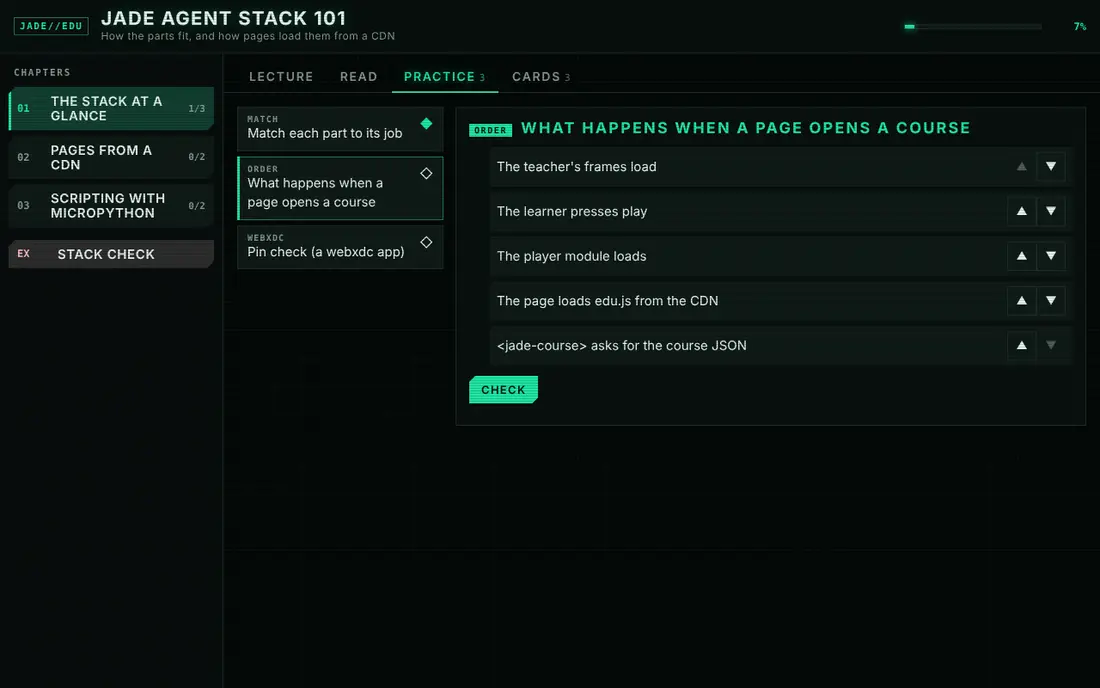 JADE//EDU
JADE AGENT STACK 101
How the parts fit, and how pages load them from a CDN
7%
CHAPTERS
01 THE STACK AT A GLANCE 1/3
02 PAGES FROM A CDN 0/2
03 SCRIPTING WITH MICROPYTHON 0/2
EX STACK CHECK
LECTURE READ PRACTICE 3 CARDS 3
MATCH
Match each part to its job
ORDER
What happens when a
page opens a course
WEBXDC
Pin check (a webxdc app)
ORDER WHAT HAPPENS WHEN A PAGE OPENS A COURSE
The teacher's frames load
The learner presses play
The player module loads
The page loads edu.js from the CDN
<jade-course> asks for the course JSON
CHECK